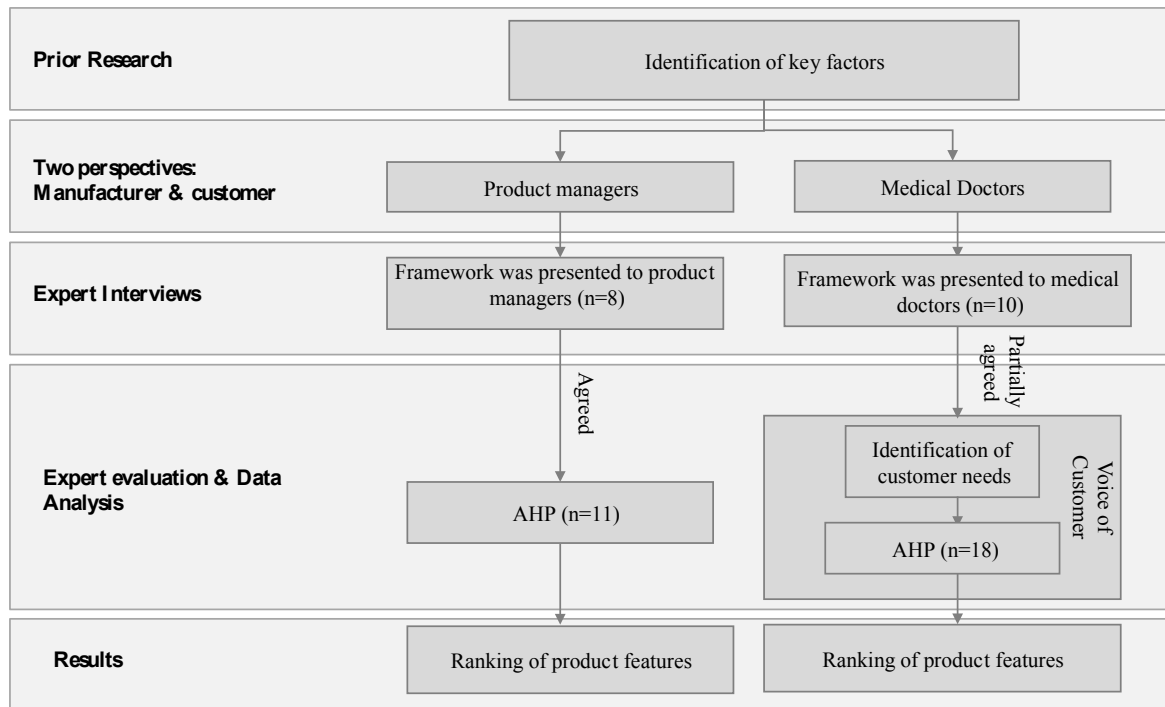 Prior Research
Identification of key factors
Two perspectives:
Manufacturer & customer
Product managers
Medical Doctors
Expert Interviews
Framework was presented to product
managers (n=8)
Framework was presented to medical
doctors (n=10)
Agreed
Partially
agreed
Expert evaluation & Data
Analysis
AHP (n=11)
Identification of
customer needs
AHP (n=18)
Voice of
Customer
Results
Ranking of product features
Ranking of product features